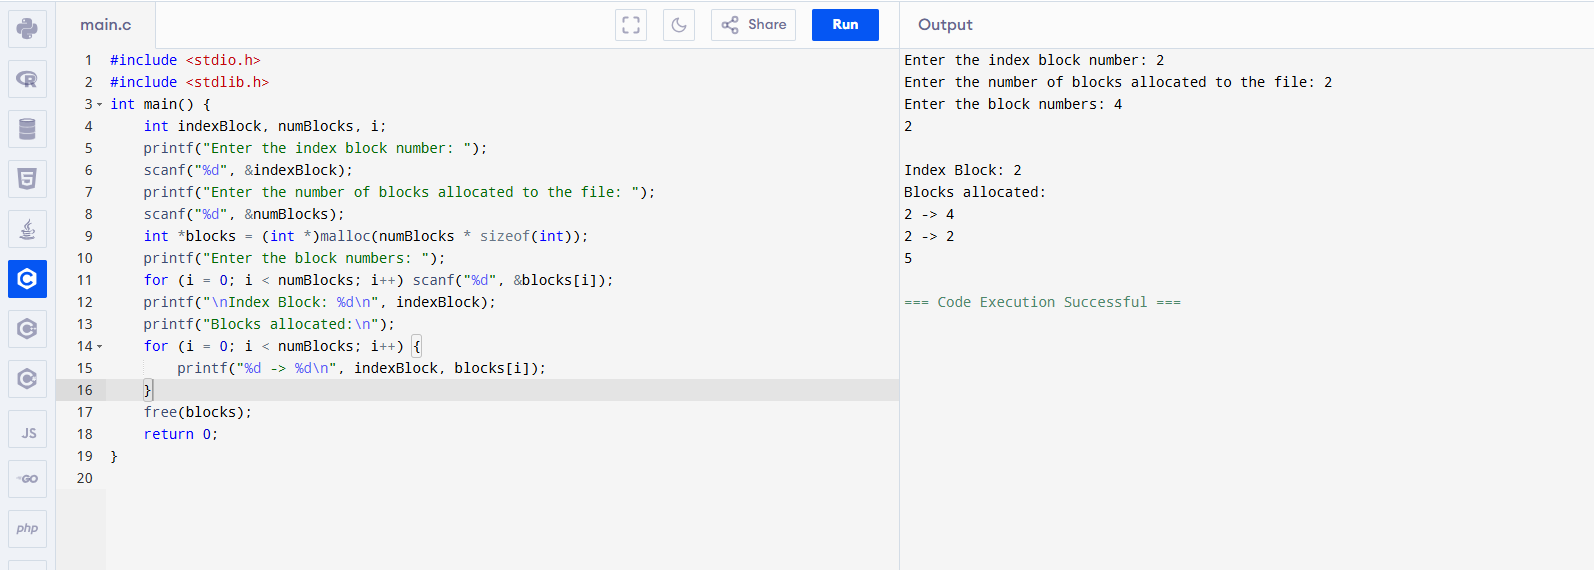 main.c
Share
Run
Output
1 #include <stdio.h>
2 #include <stdlib.h>
3 int main() {
4     int indexBlock, numBlocks, i;
5     printf("Enter the index block number: ");
6     scanf("%d", &indexBlock);
7     printf("Enter the number of blocks allocated to the file: ");
8     scanf("%d", &numBlocks);
9     int *blocks = (int *)malloc(numBlocks * sizeof(int));
10     printf("Enter the block numbers: ");
11     for (i = 0; i < numBlocks; i++) scanf("%d", &blocks[i]);
12     printf("\nIndex Block: %d\n", indexBlock);
13     printf("Blocks allocated:\n");
14     for (i = 0; i < numBlocks; i++) {
15         printf("%d -> %d\n", indexBlock, blocks[i]);
16     }
17     free(blocks);
18     return 0;
19 }
20
Enter the index block number: 2
Enter the number of blocks allocated to the file: 2
Enter the block numbers: 4
2
Index Block: 2
Blocks allocated:
2 -> 4
2 -> 2
5
=== Code Execution Successful ===
R
5
C
C
C
JS
GO
php